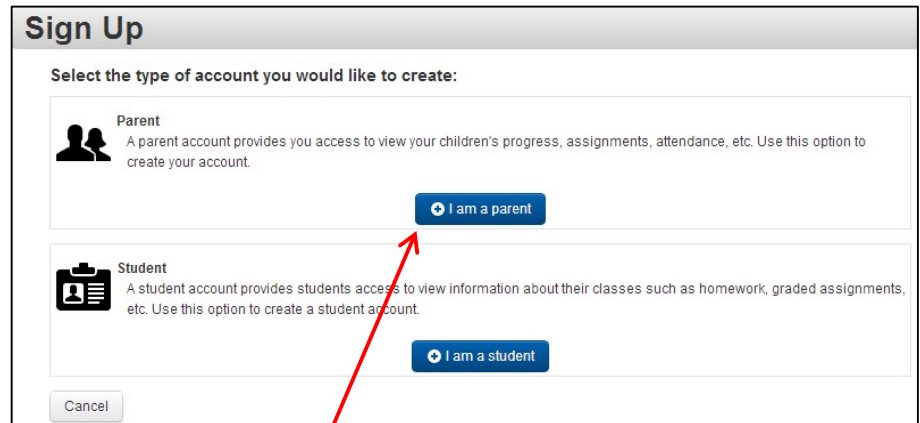 Sign Up
Select the type of account you would like to create:
Parent
A parent account provides you access to view your children's progress, assignments, attendance, etc. Use this option to
create your account.
I am a parent
Student
A student account provides students access to view information about their classes such as homework, graded assignments,
etc. Use this option to create a student account.
I am a student
Cancel